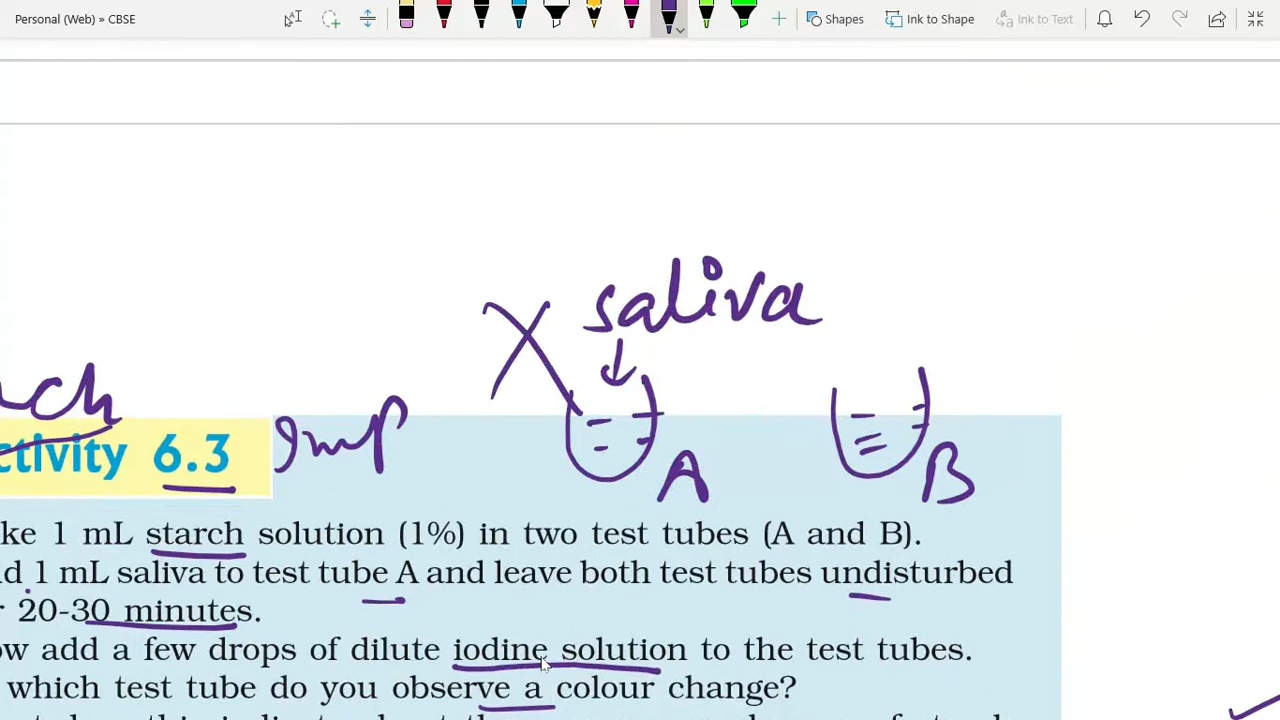 Personal (Web) » CBSE
Shapes
Ink to Shape
Ink to Text
saliva
ch
ctivity 6.3
Imp
A
B
ke 1 mL starch solution (1%) in two test tubes (A and B).
d 1 mL saliva to test tube A and leave both test tubes undisturbed
r 20-30 minutes.
ow add a few drops of dilute iodine solution to the test tubes.
which test tube do you observe a colour change?